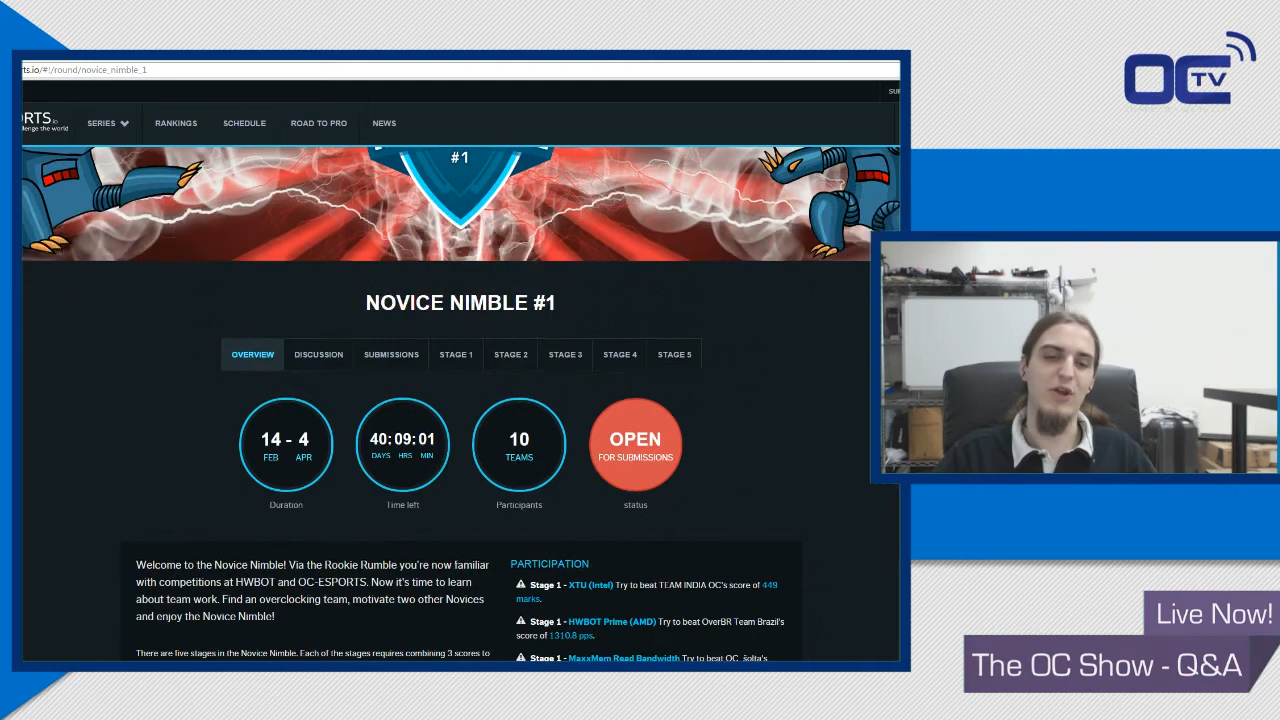 OC TV
rts.io/#!/round/novice_nimble_1
SUP
ORTS.io
lenge the world
SERIES
RANKINGS
SCHEDULE
ROAD TO PRO
NEWS
#1
NOVICE NIMBLE #1
OVERVIEW
DISCUSSION
SUBMISSIONS
STAGE 1
STAGE 2
STAGE 3
STAGE 4
STAGE 5
14 - 4
FEB APR
Duration
40:09:01
DAYS HRS MIN
Time left
10
TEAMS
Participants
OPEN
FOR SUBMISSIONS
status
Welcome to the Novice Nimble! Via the Rookie Rumble you're now familiar
with competitions at HWBOT and OC-ESPORTS. Now it's time to learn
about team work. Find an overclocking team, motivate two other Novices
and enjoy the Novice Nimble!
There are five stages in the Novice Nimble. Each of the stages requires combining 3 scores to
PARTICIPATION
Stage 1 - XTU (Intel) Try to beat TEAM INDIA OC's score of 449
marks.
Stage 1 - HWBOT Prime (AMD) Try to beat OverBR Team Brazil's
score of 1310.8 pps.
Stage 1 - MaxxMem Read Bandwidth Try to beat OC_šolta's
Live Now!
The OC Show - Q&A